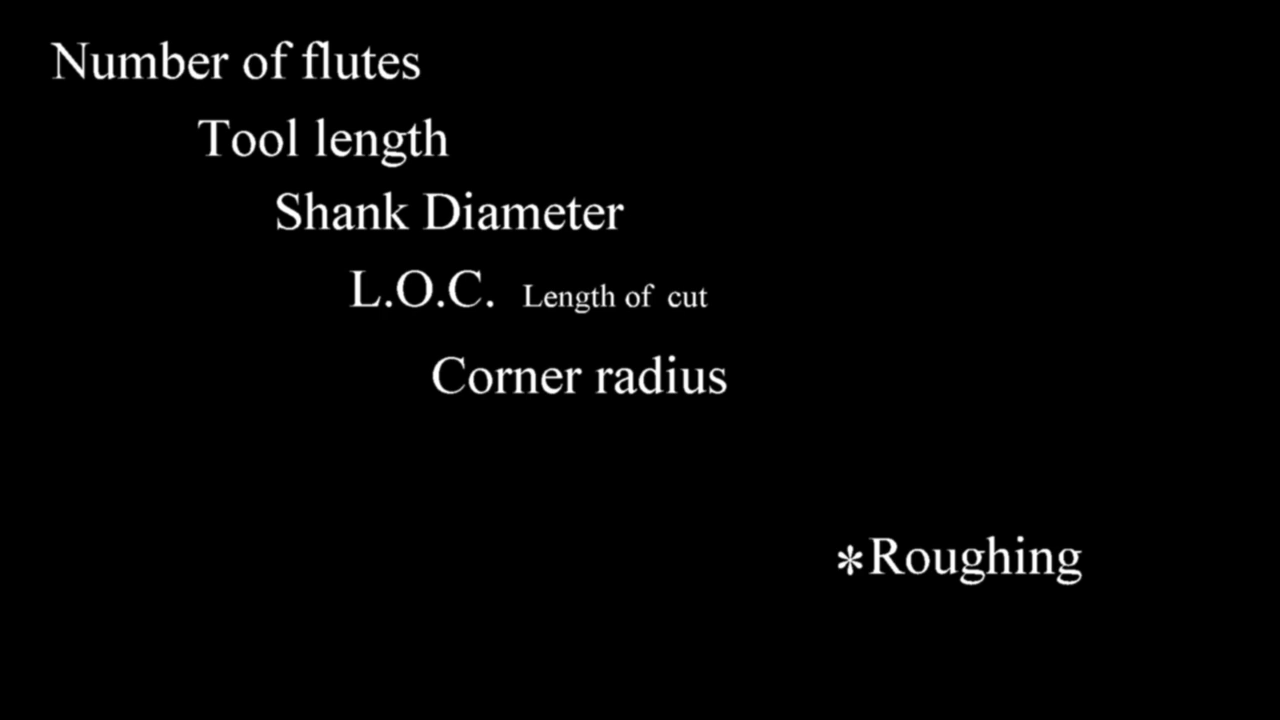 Number of flutes
Tool length
Shank Diameter
L.O.C. Length of cut
Corner radius
*Roughing